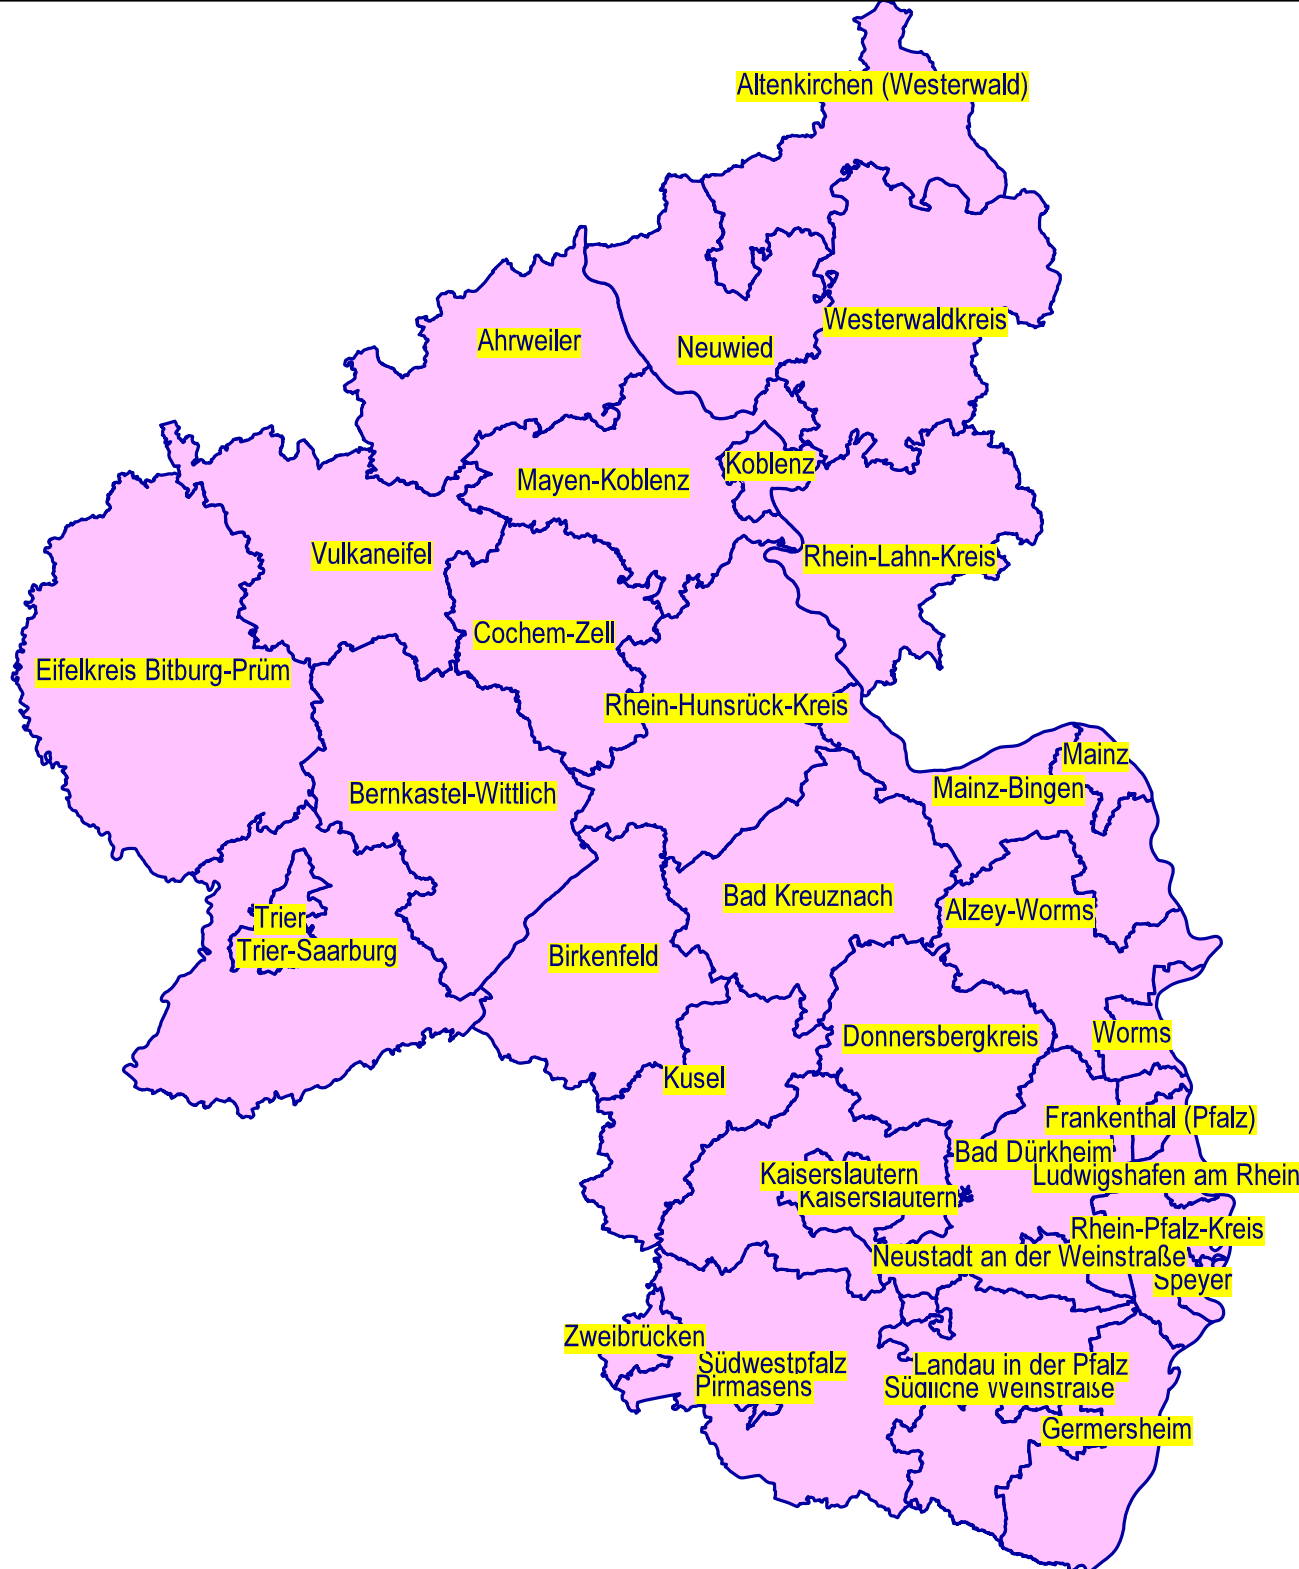 Altenkirchen (Westerwald)
Westerwaldkreis
Ahrweiler
Neuwied
Koblenz
Mayen-Koblenz
Vulkaneifel
Rhein-Lahn-Kreis
Cochem-Zell
Eifelkreis Bitburg-Prüm
Rhein-Hunsrück-Kreis
Mainz
Mainz-Bingen
Bernkastel-Wittlich
Bad Kreuznach
Alzey-Worms
Trier
Trier-Saarburg
Birkenfeld
Donnersbergkreis
Worms
Kusel
Frankenthal (Pfalz)
Bad Dürkheim
Kaiserslautern
Ludwigshafen am Rhein
Kaiserslautern
Rhein-Pfalz-Kreis
Neustadt an der Weinstraße
Speyer
Zweibrücken
Südwestpfalz
Landau in der Pfalz
Pirmasens
Südliche Weinstraße
Germersheim